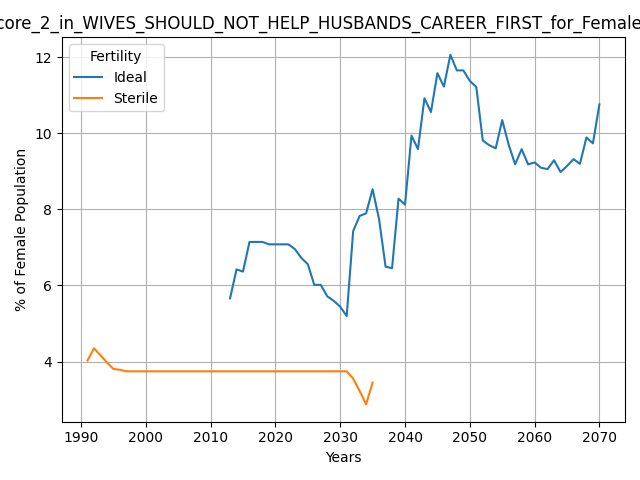 core_2_in_WIVES_SHOULD_NOT_HELP_HUSBANDS_CAREER_FIRST_for_Female
Fertility
Ideal
Sterile
% of Female Population
12
10
8
6
4
1990 2000 2010 2020 2030 2040 2050 2060 2070
Years